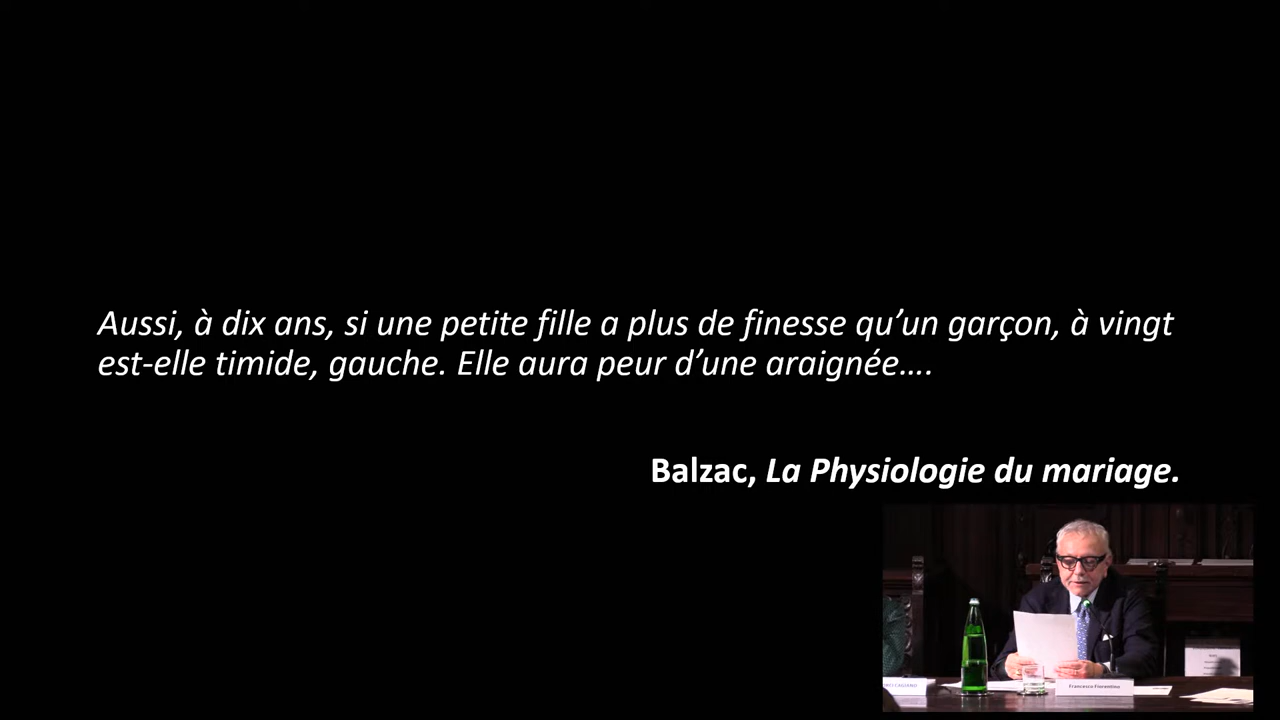 Aussi, à dix ans, si une petite fille a plus de finesse qu’un garçon, à vingt
est-elle timide, gauche. Elle aura peur d’une araignée….
Balzac, La Physiologie du mariage.
Francesco Fiorentino